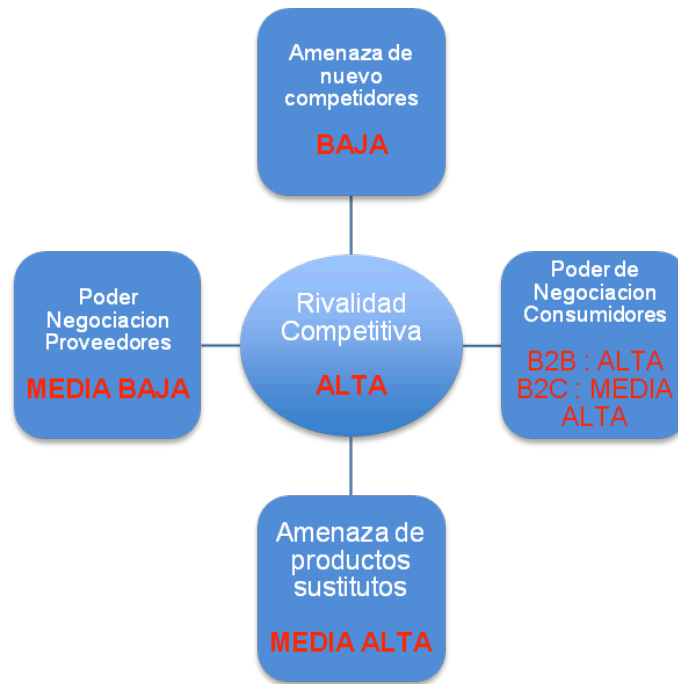 Amenaza de
nuevo
competidores
BAJA
Poder
Negociacion
Proveedores
MEDIA BAJA
Rivalidad
Competitiva
ALTA
Poder de
Negociacion
Consumidores
B2B : ALTA
B2C : MEDIA
ALTA
Amenaza de
productos
sustitutos
MEDIA ALTA